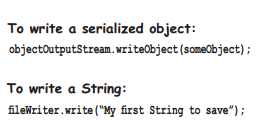 To write a serialized object:
objectOutputStream.writeObject(someObject);
To write a String:
fileWriter.write(“My first String to save”);